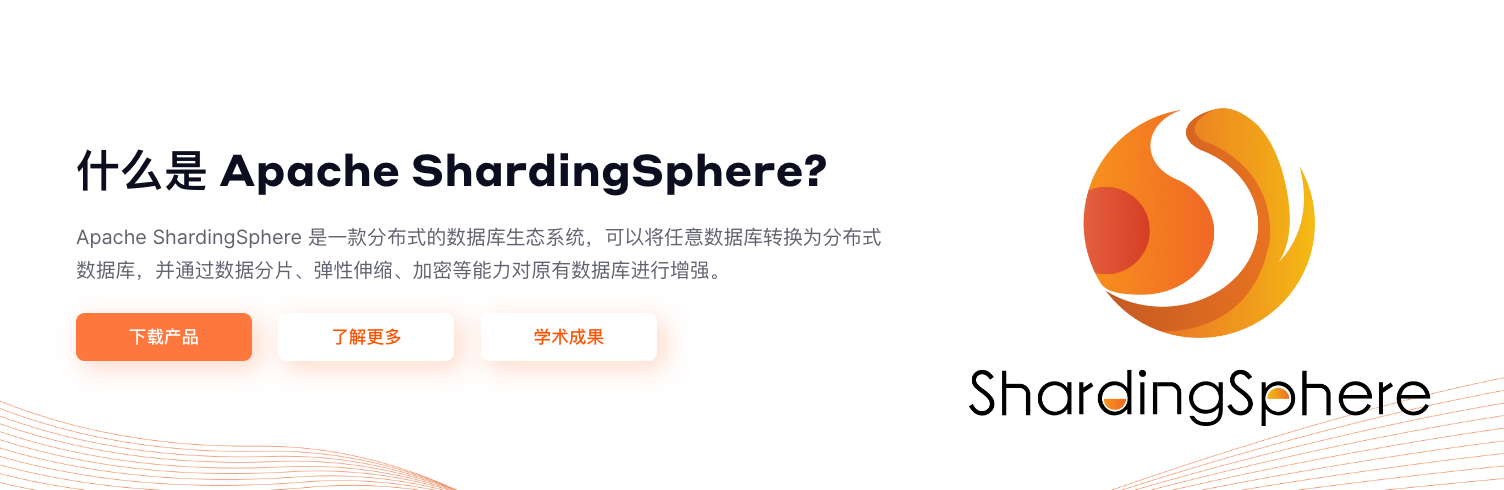 什么是 Apache ShardingSphere?
Apache ShardingSphere 是一款分布式的数据库生态系统，可以将任意数据库转换为分布式
数据库，并通过数据分片、弹性伸缩、加密等能力对原有数据库进行增强。
下载产品 了解更多 学术成果
ShardingSphere